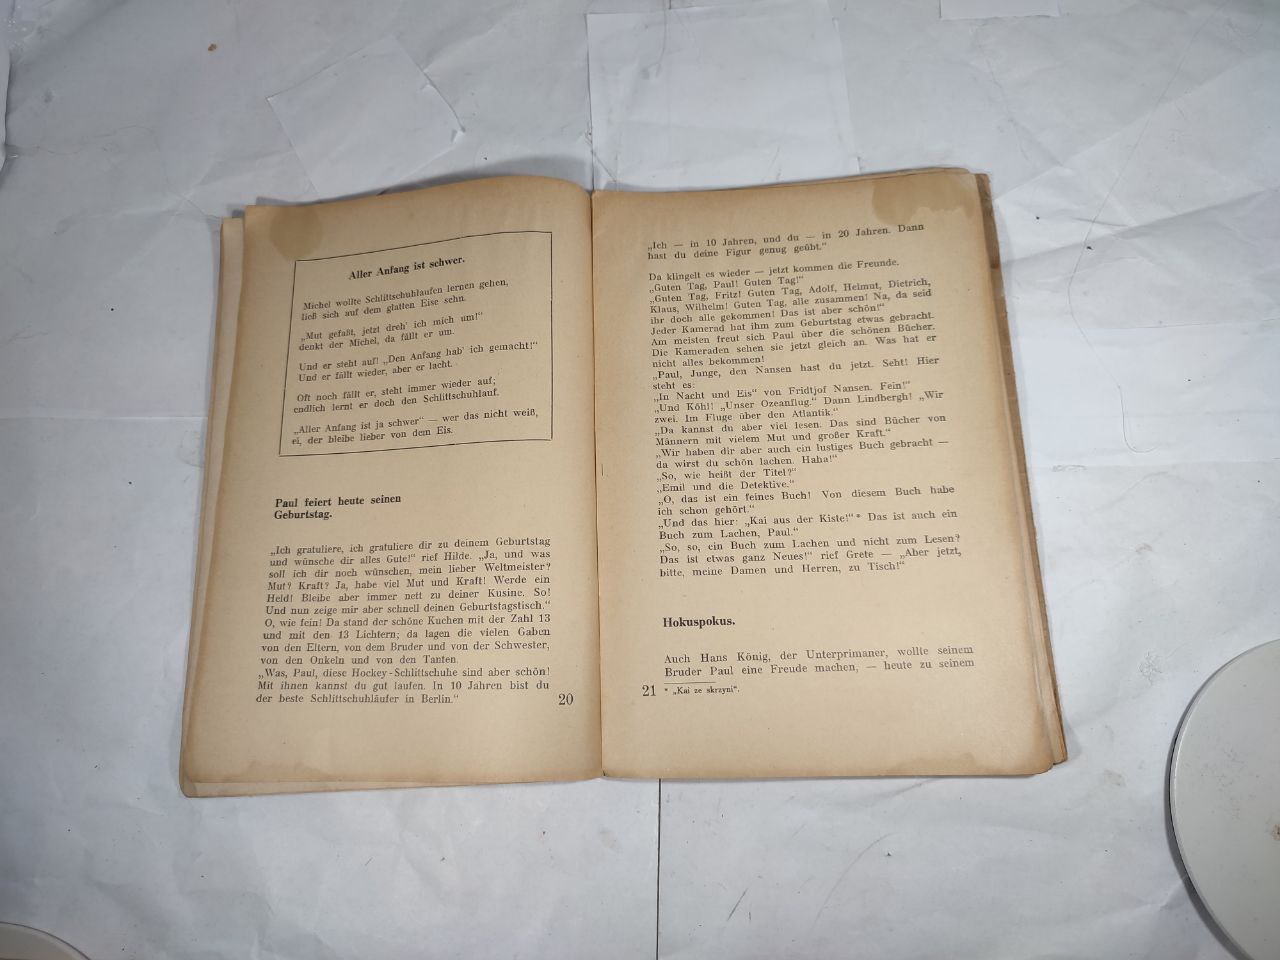 Aller Anfang ist schwer.
Michel wollte Schlittschuhlaufen lernen gehen,
ließ sich auf dem glatten Eise sehn.
„Mut gefaßt, jetzt dreh' ich mich um!"
denkt der Michel, da fällt er um.
Und er steht auf! „Den Anfang hab' ich gemacht!"
Und er fällt wieder, aber er lacht.
Oft noch fällt er, steht immer wieder auf;
endlich lernt er doch den Schlittschuhlauf.
„Aller Anfang ist ja schwer" — wer das nicht weiß,
ei, der bleibe lieber von dem Eis.
Paul feiert heute seinen
Geburtstag.
„Ich gratuliere, ich gratuliere dir zu deinem Geburtstag
und wünsche dir alles Gute!" rief Hilde. „Ja, und was
soll ich dir noch wünschen, mein lieber Weltmeister?
Mut? Kraft? Ja, habe viel Mut und Kraft! Werde ein
Held! Bleibe aber immer nett zu deiner Kusine. So!
Und nun zeige mir aber schnell deinen Geburtstagstisch."
O, wie fein! Da stand der schöne Kuchen mit der Zahl 13
und mit den 13 Lichtern; da lagen die vielen Gaben
von den Eltern, von dem Bruder und von der Schwester,
von den Onkeln und von den Tanten.
„Was, Paul, diese Hockey-Schlittschuhe sind aber schön!
Mit ihnen kannst du gut laufen. In 10 Jahren bist du
der beste Schlittschuhläufer in Berlin."
20
„Ich — in 10 Jahren, und du — in 20 Jahren. Dann
hast du deine Figur genug geübt."
Da klingelt es wieder — jetzt kommen die Freunde.
„Guten Tag, Paul! Guten Tag!"
„Guten Tag, Fritz! Guten Tag, Adolf, Helmut, Dietrich,
Klaus, Wilhelm! Guten Tag, alle zusammen! Na, da seid
ihr doch alle gekommen! Das ist aber schön!"
Jeder Kamerad hat ihm zum Geburtstag etwas gebracht.
Am meisten freut sich Paul über die schönen Bücher.
Die Kameraden sehen sie jetzt gleich an. Was hat er
nicht alles bekommen!
„Paul, Junge, den Nansen hast du jetzt. Seht! Hier
steht es:
„In Nacht und Eis" von Fridtjof Nansen. Fein!"
„Und Köhl! „Unser Ozeanflug." Dann Lindbergh! „Wir
zwei. Im Fluge über den Atlantik."
„Da kannst du aber viel lesen. Das sind Bücher von
Männern mit vielem Mut und großer Kraft."
„Wir haben dir aber auch ein lustiges Buch gebracht —
da wirst du schön lachen. Haha!"
„So, wie heißt der Titel?"
„Emil und die Detektive."
„O, das ist ein feines Buch! Von diesem Buch habe
ich schon gehört."
„Und das hier: „Kai aus der Kiste!"* Das ist auch ein
Buch zum Lachen, Paul."
„So, so, ein Buch zum Lachen und nicht zum Lesen?
Das ist etwas ganz Neues!" rief Grete — „Aber jetzt,
bitte, meine Damen und Herren, zu Tisch!"
Hokuspokus.
Auch Hans König, der Unterprimaner, wollte seinem
Bruder Paul eine Freude machen, — heute zu seinem
21 * „Kai ze skrzyni".